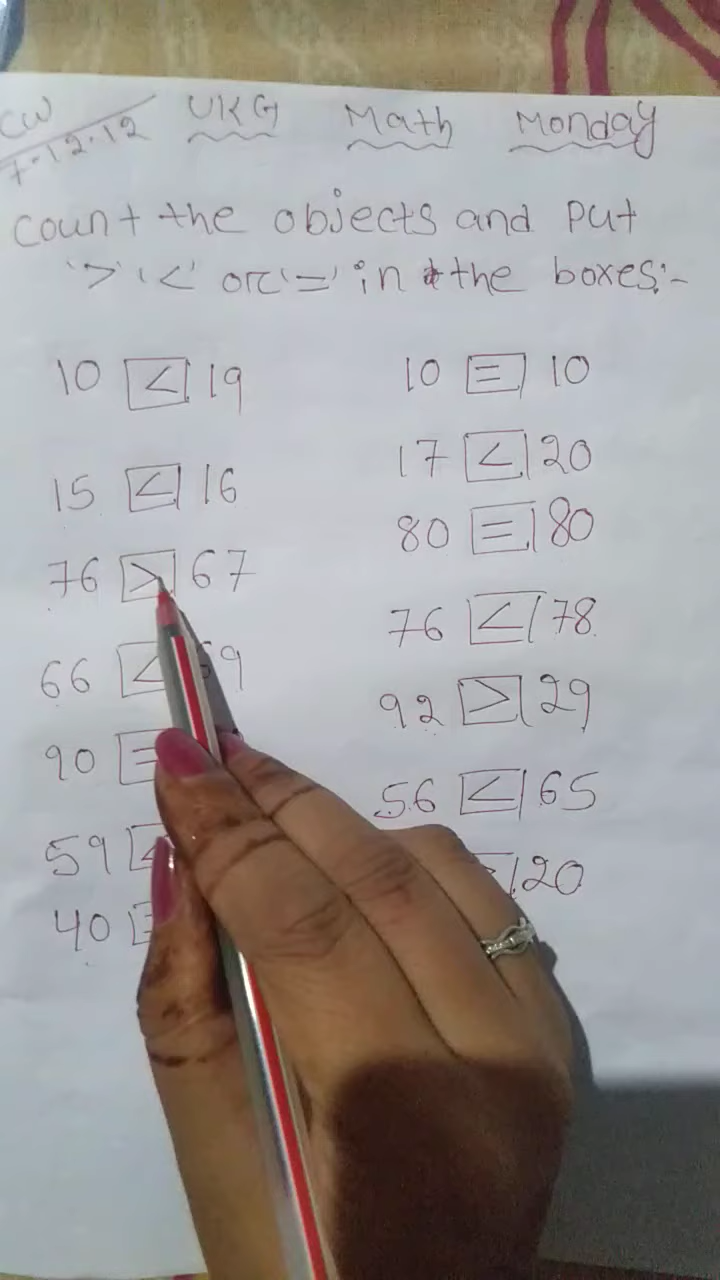 CW UKG Math Monday
7.12.12
Count the objects and put
'>' '<' or '=' in the boxes:-
10 < 19
15 < 16
76 > 67
66 < 69
90 =
59 <
40
10 = 10
17 < 20
80 = 80
76 < 78
92 > 29
56 < 65
= 20